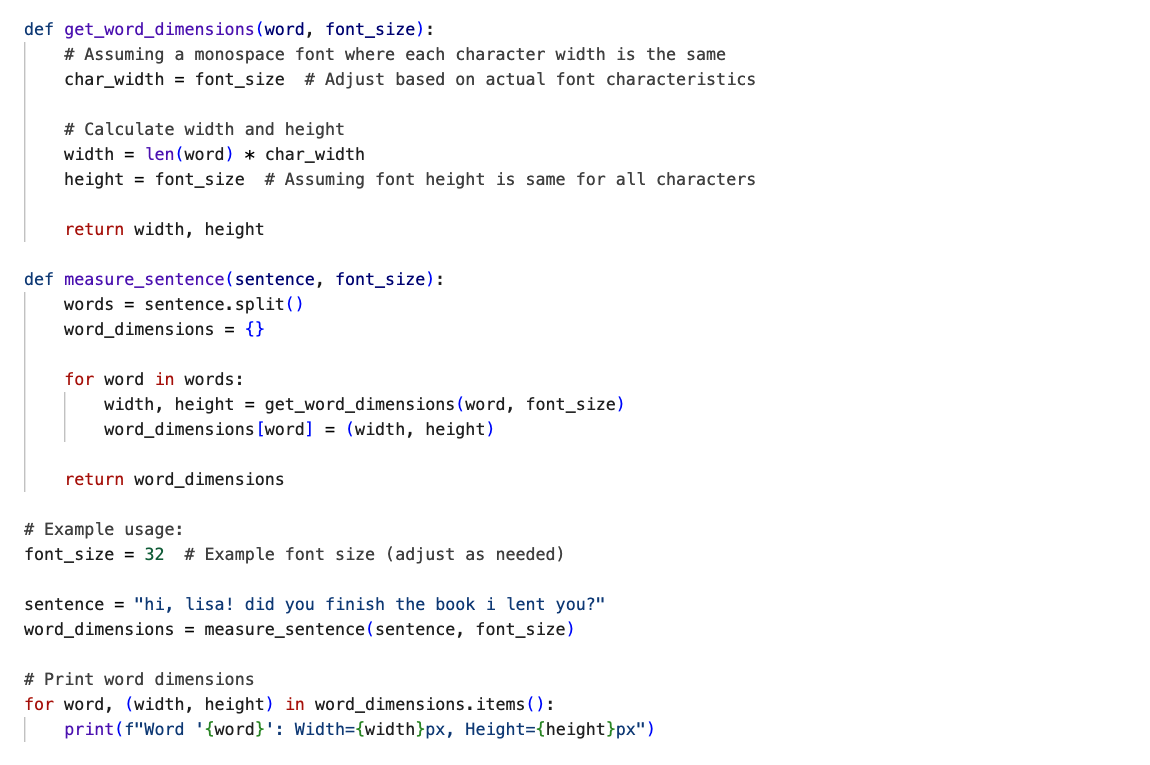 def get_word_dimensions(word, font_size):
    # Assuming a monospace font where each character width is the same
    char_width = font_size  # Adjust based on actual font characteristics

    # Calculate width and height
    width = len(word) * char_width
    height = font_size  # Assuming font height is same for all characters

    return width, height

def measure_sentence(sentence, font_size):
    words = sentence.split()
    word_dimensions = {}

    for word in words:
        width, height = get_word_dimensions(word, font_size)
        word_dimensions[word] = (width, height)

    return word_dimensions

# Example usage:
font_size = 32  # Example font size (adjust as needed)

sentence = "hi, lisa! did you finish the book i lent you?"
word_dimensions = measure_sentence(sentence, font_size)

# Print word dimensions
for word, (width, height) in word_dimensions.items():
    print(f"Word '{word}': Width={width}px, Height={height}px")